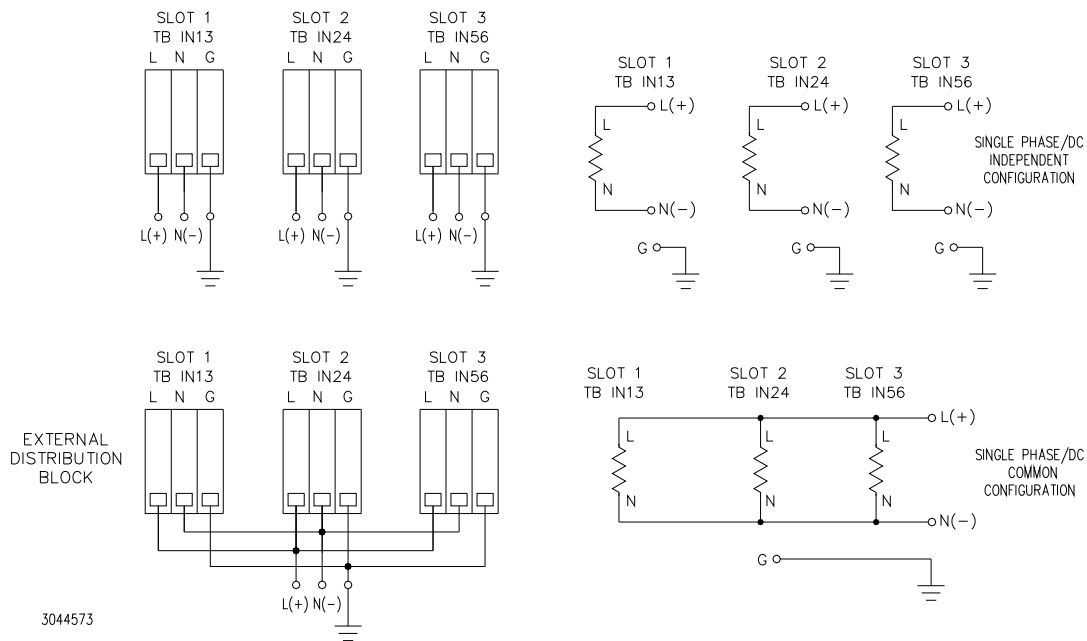 SLOT 1
TB IN13
L N G
SLOT 2
TB IN24
L N G
SLOT 3
TB IN56
L N G
L(+) N(-)
L(+) N(-)
L(+) N(-)
SLOT 1
TB IN13
L(+)
L
N
N(-)
G
SLOT 2
TB IN24
L(+)
L
N
N(-)
G
SLOT 3
TB IN56
L(+)
L
N
N(-)
G
SINGLE PHASE/DC
INDEPENDENT
CONFIGURATION
SLOT 1
TB IN13
L N G
SLOT 2
TB IN24
L N G
SLOT 3
TB IN56
L N G
EXTERNAL
DISTRIBUTION
BLOCK
L(+) N(-)
3044573
SLOT 1
TB IN13
L
N
SLOT 2
TB IN24
L
N
SLOT 3
TB IN56
L
N
L(+)
N(-)
G
SINGLE PHASE/DC
COMMON
CONFIGURATION